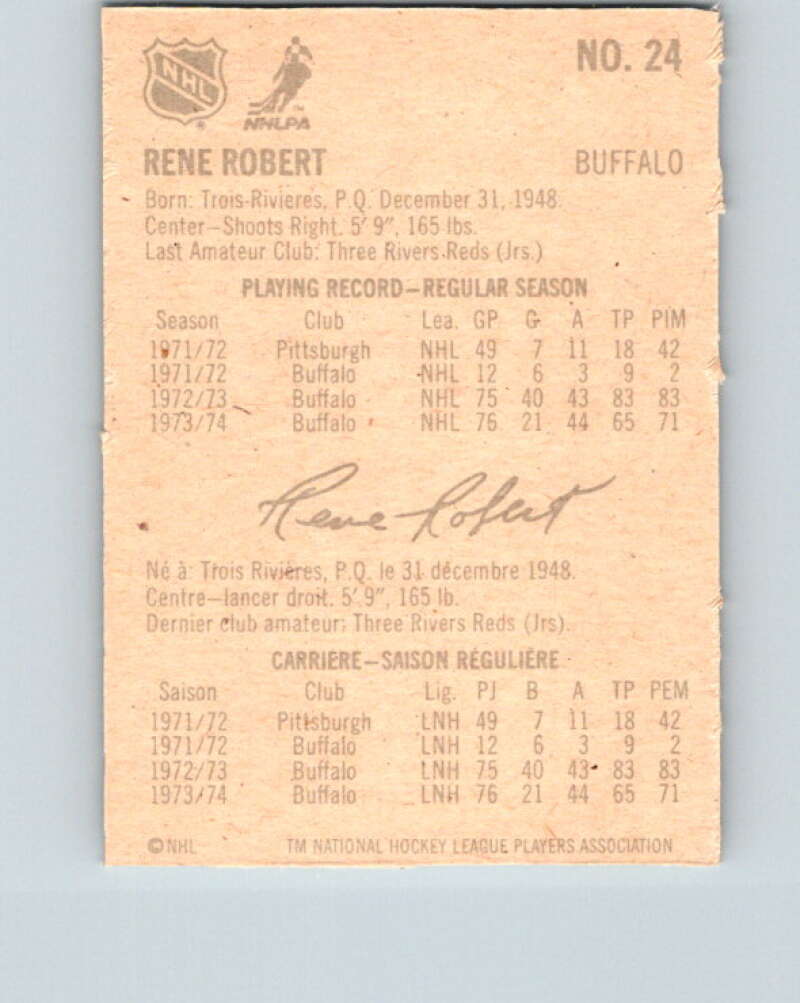 NHL
NHLPA
NO. 24
RENE ROBERT BUFFALO
Born: Trois-Rivieres, P.Q. December 31, 1948.
Center—Shoots Right. 5' 9", 165 lbs.
Last Amateur Club: Three Rivers Reds (Jrs.)
PLAYING RECORD—REGULAR SEASON
Season Club Lea. GP G A TP PIM
1971/72 Pittsburgh NHL 49 7 11 18 42
1971/72 Buffalo NHL 12 6 3 9 2
1972/73 Buffalo NHL 75 40 43 83 83
1973/74 Buffalo NHL 76 21 44 65 71
Rene Robert
Né à: Trois Rivières, P.Q. le 31 décembre 1948.
Centre—lancer droit. 5' 9", 165 lb.
Dernier club amateur: Three Rivers Reds (Jrs).
CARRIERE—SAISON RÉGULIÈRE
Saison Club Lig. PJ B A TP PEM
1971/72 Pittsburgh LNH 49 7 11 18 42
1971/72 Buffalo LNH 12 6 3 9 2
1972/73 Buffalo LNH 75 40 43 83 83
1973/74 Buffalo LNH 76 21 44 65 71
© NHL TM NATIONAL HOCKEY LEAGUE PLAYERS ASSOCIATION